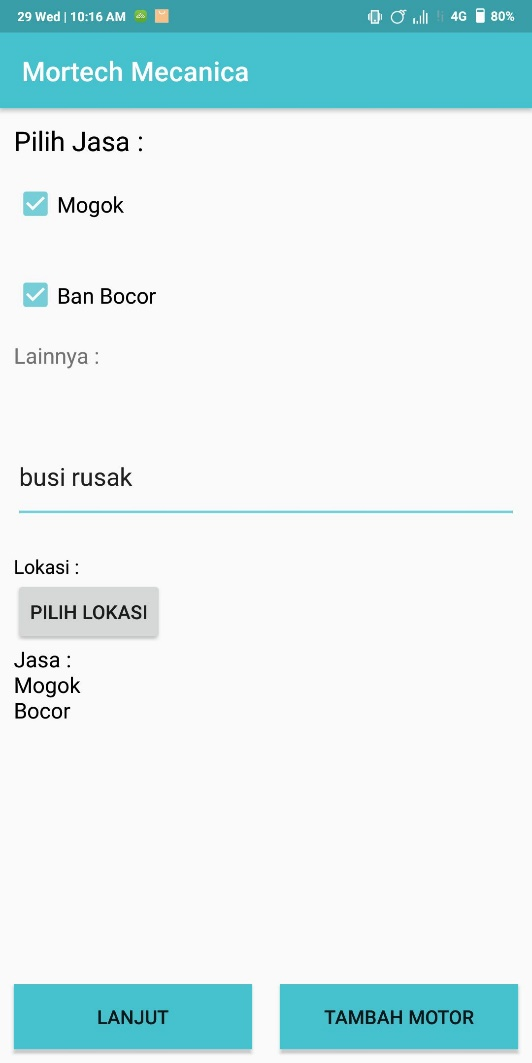 29 Wed | 10:16 AM 4G 80%
Mortech Mecanica
Pilih Jasa :
Mogok
Ban Bocor
Lainnya :
busi rusak
Lokasi :
PILIH LOKASI
Jasa :
Mogok
Bocor
LANJUT TAMBAH MOTOR